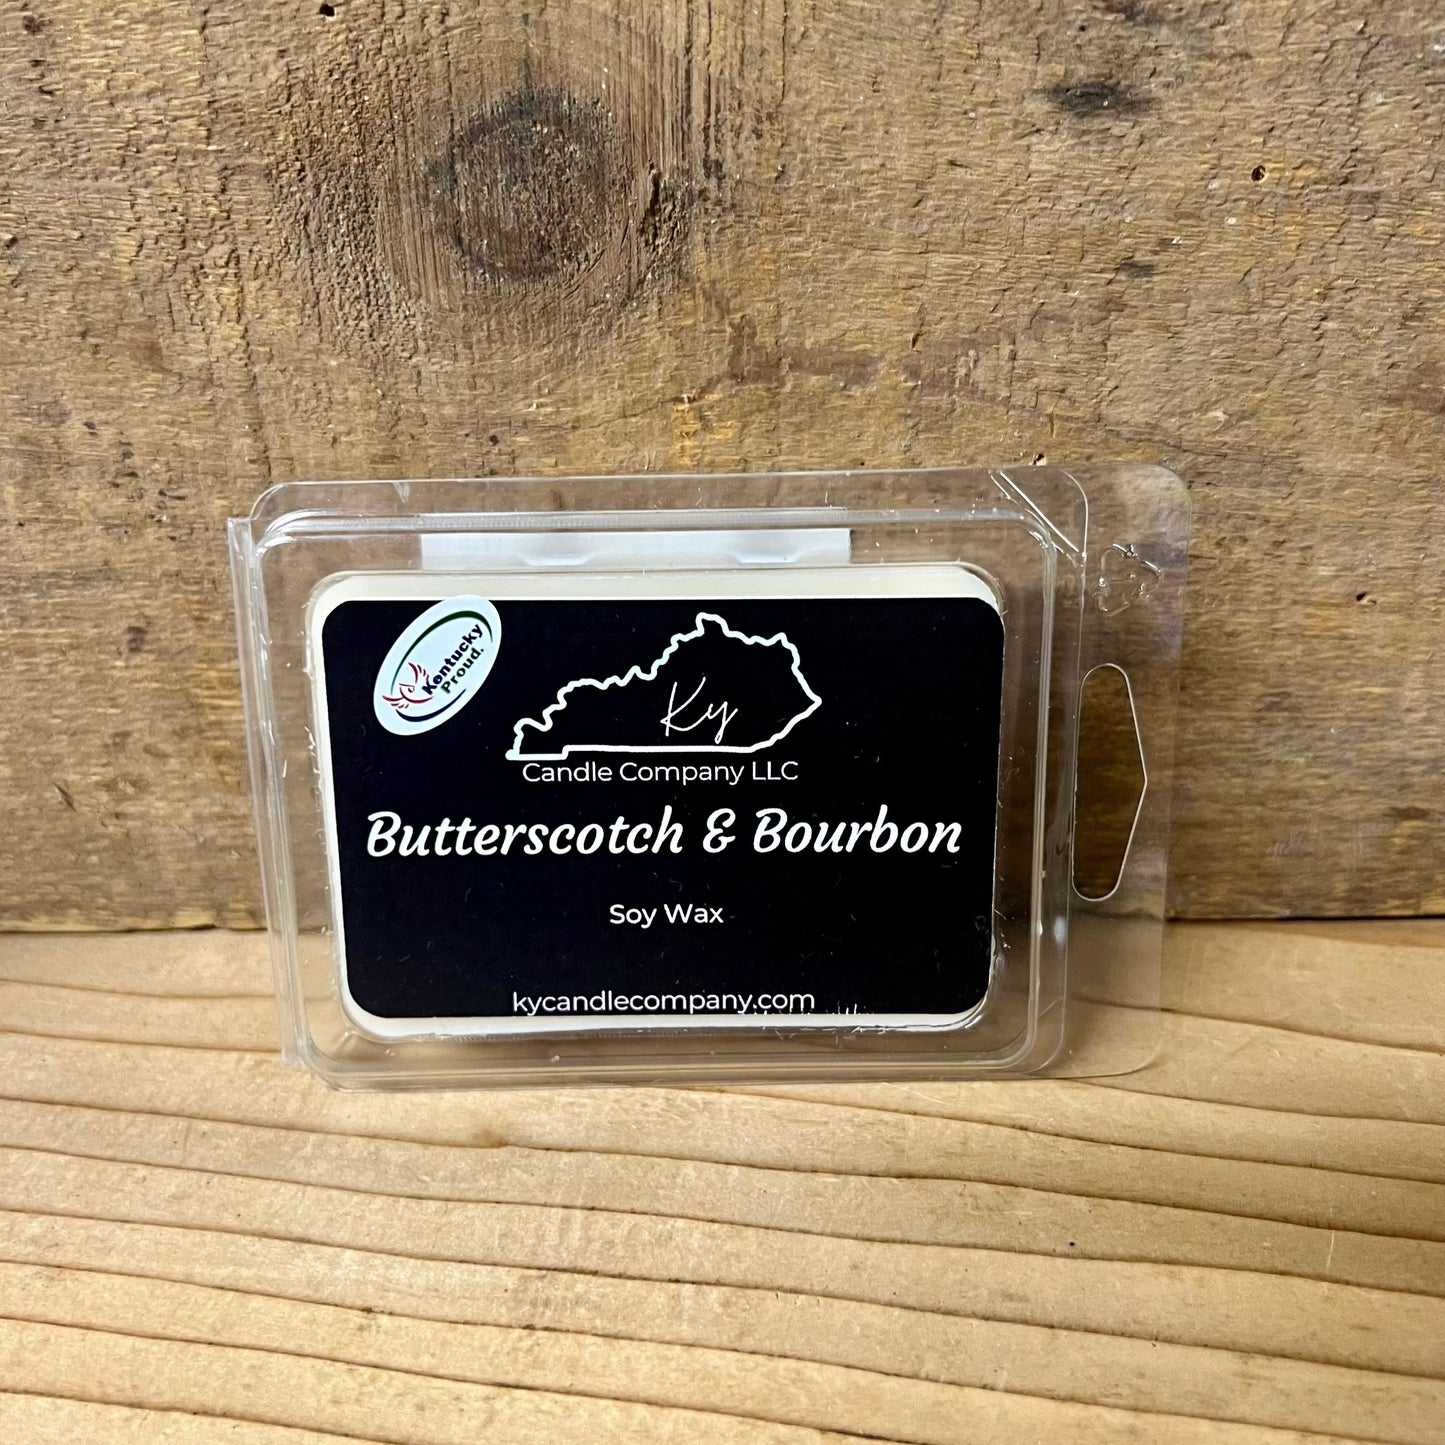 Kentucky
Proud.
Ky
Candle Company LLC
Butterscotch & Bourbon
Soy Wax
kycandlecompany.com